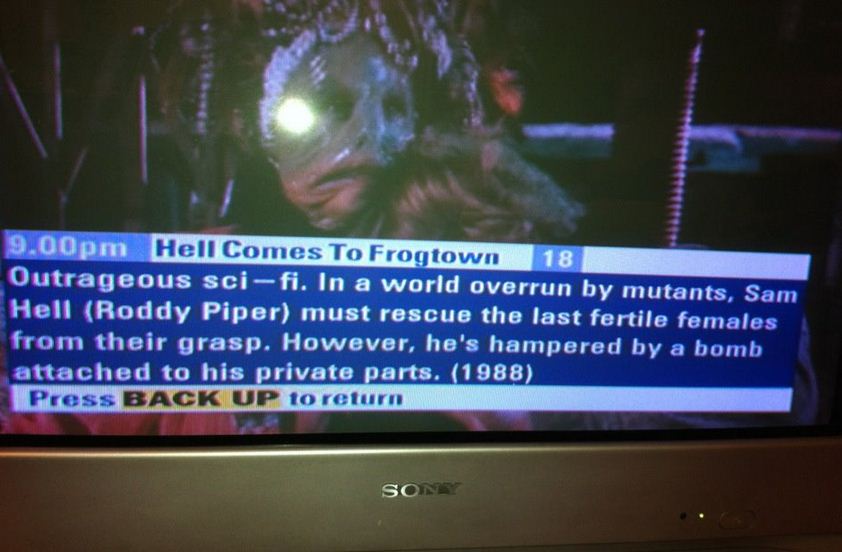 9.00pm Hell Comes To Frogtown 18
Outrageous sci-fi. In a world overrun by mutants, Sam
Hell (Roddy Piper) must rescue the last fertile females
from their grasp. However, he's hampered by a bomb
attached to his private parts. (1988)
Press BACK UP to return
SONY